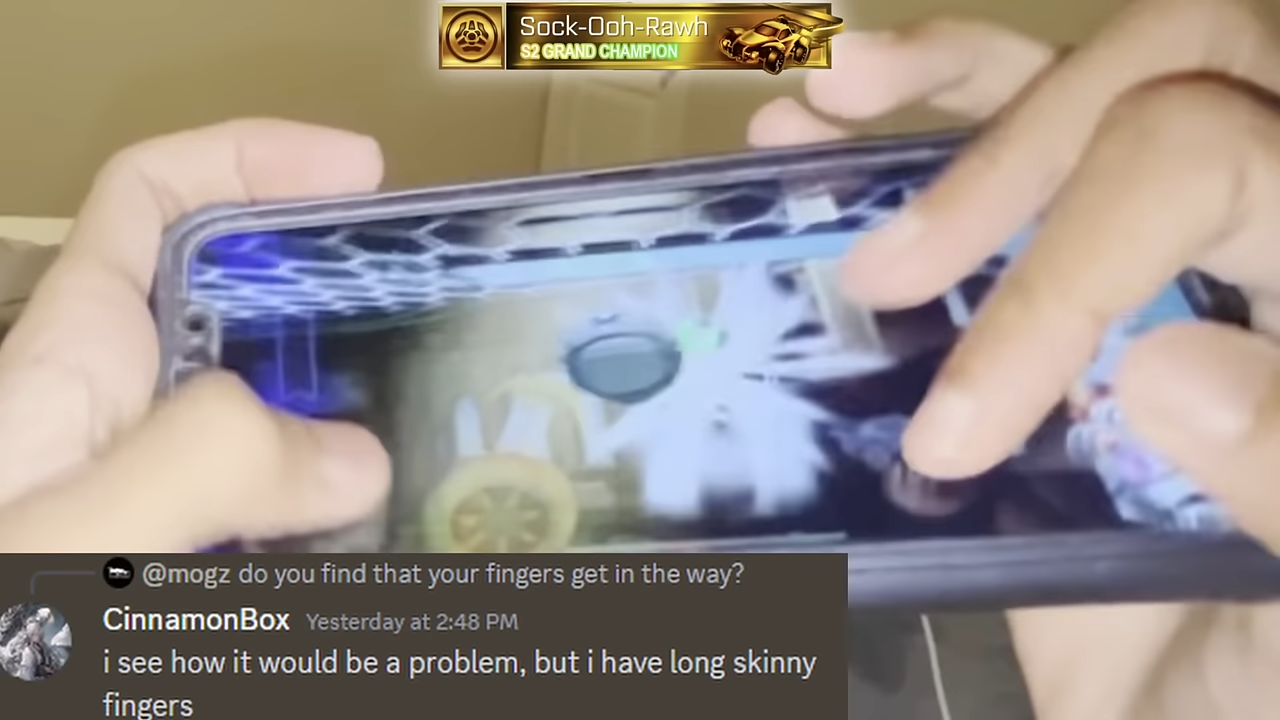 Sock-Ooh-Rawh
S2 GRAND CHAMPION
@mogz do you find that your fingers get in the way?
CinnamonBox Yesterday at 2:48 PM
i see how it would be a problem, but i have long skinny
fingers